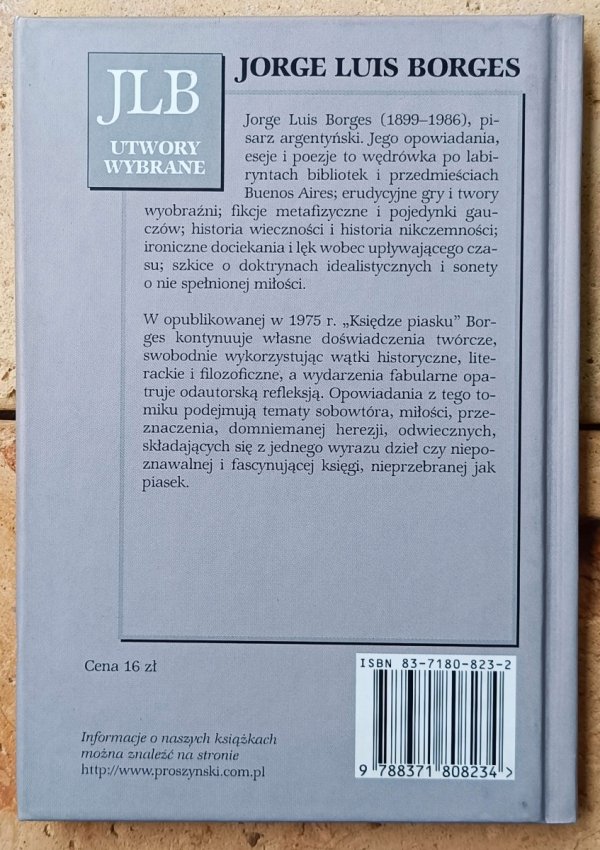 JLB
UTWORY
WYBRANE
JORGE LUIS BORGES
Jorge Luis Borges (1899–1986), pi-
sarz argentyński. Jego opowiadania,
eseje i poezje to wędrówka po labi-
ryntach bibliotek i przedmieściach
Buenos Aires; erudycyjne gry i twory
wyobraźni; fikcje metafizyczne i pojedynki gau-
czów; historia wieczności i historia nikczemności;
ironiczne dociekania i lęk wobec upływającego cza-
su; szkice o doktrynach idealistycznych i sonety
o nie spełnionej miłości.
W opublikowanej w 1975 r. „Księdze piasku” Bor-
ges kontynuuje własne doświadczenia twórcze,
swobodnie wykorzystując wątki historyczne, lite-
rackie i filozoficzne, a wydarzenia fabularne opa-
truje odautorską refleksją. Opowiadania z tego to-
miku podejmują tematy sobowtóra, miłości, prze-
znaczenia, domniemanej herezji, odwiecznych,
składających się z jednego wyrazu dzieł czy niepo-
znawalnej i fascynującej księgi, nieprzebranej jak
piasek.
Cena 16 zł
Informacje o naszych książkach
można znaleźć na stronie
http://www.proszynski.com.pl
ISBN 83-7180-823-2
9 788371 808234 >